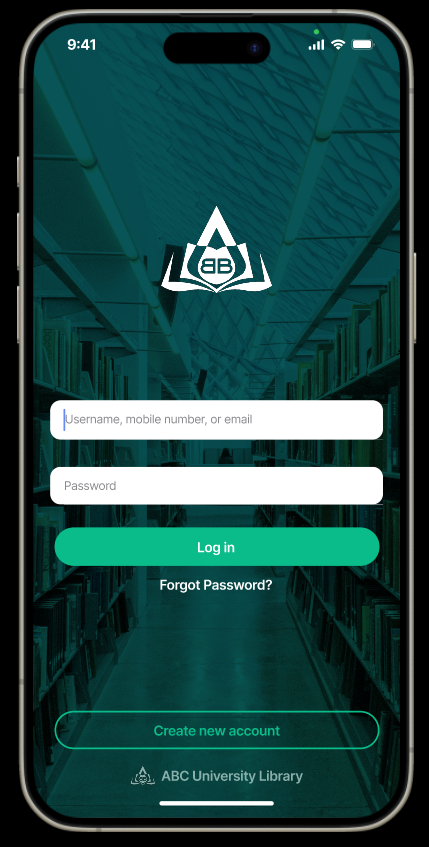 9:41
BB
Username, mobile number, or email
Password
Log in
Forgot Password?
Create new account
ABC University Library